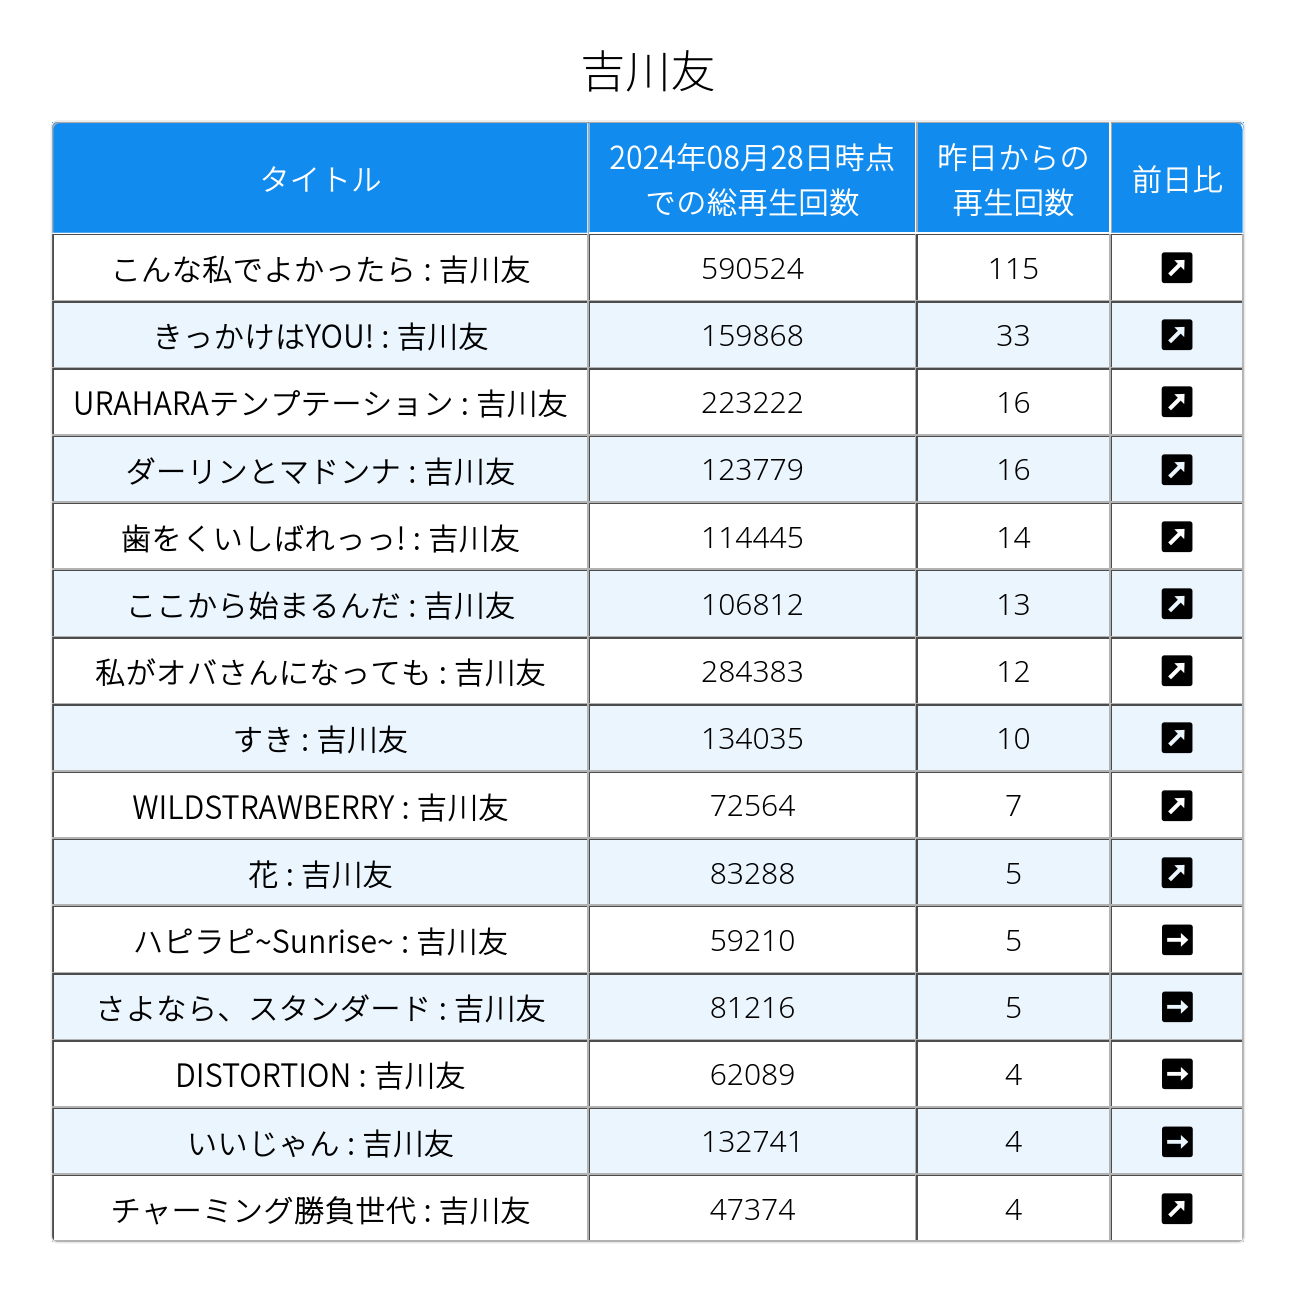 吉川友
タイトル 2024年08月28日時点 昨日からの 前日比
での総再生回数 再生回数
こんな私でよかったら : 吉川友 590524 115
きっかけはYOU! : 吉川友 159868 33
URAHARAテンプテーション : 吉川友 223222 16
ダーリンとマドンナ : 吉川友 123779 16
歯をくいしばれっっ! : 吉川友 114445 14
ここから始まるんだ : 吉川友 106812 13
私がオバさんになっても : 吉川友 284383 12
すき : 吉川友 134035 10
WILDSTRAWBERRY : 吉川友 72564 7
花 : 吉川友 83288 5
ハピラピ~Sunrise~ : 吉川友 59210 5
さよなら、スタンダード : 吉川友 81216 5
DISTORTION : 吉川友 62089 4
いいじゃん : 吉川友 132741 4
チャーミング勝負世代 : 吉川友 47374 4